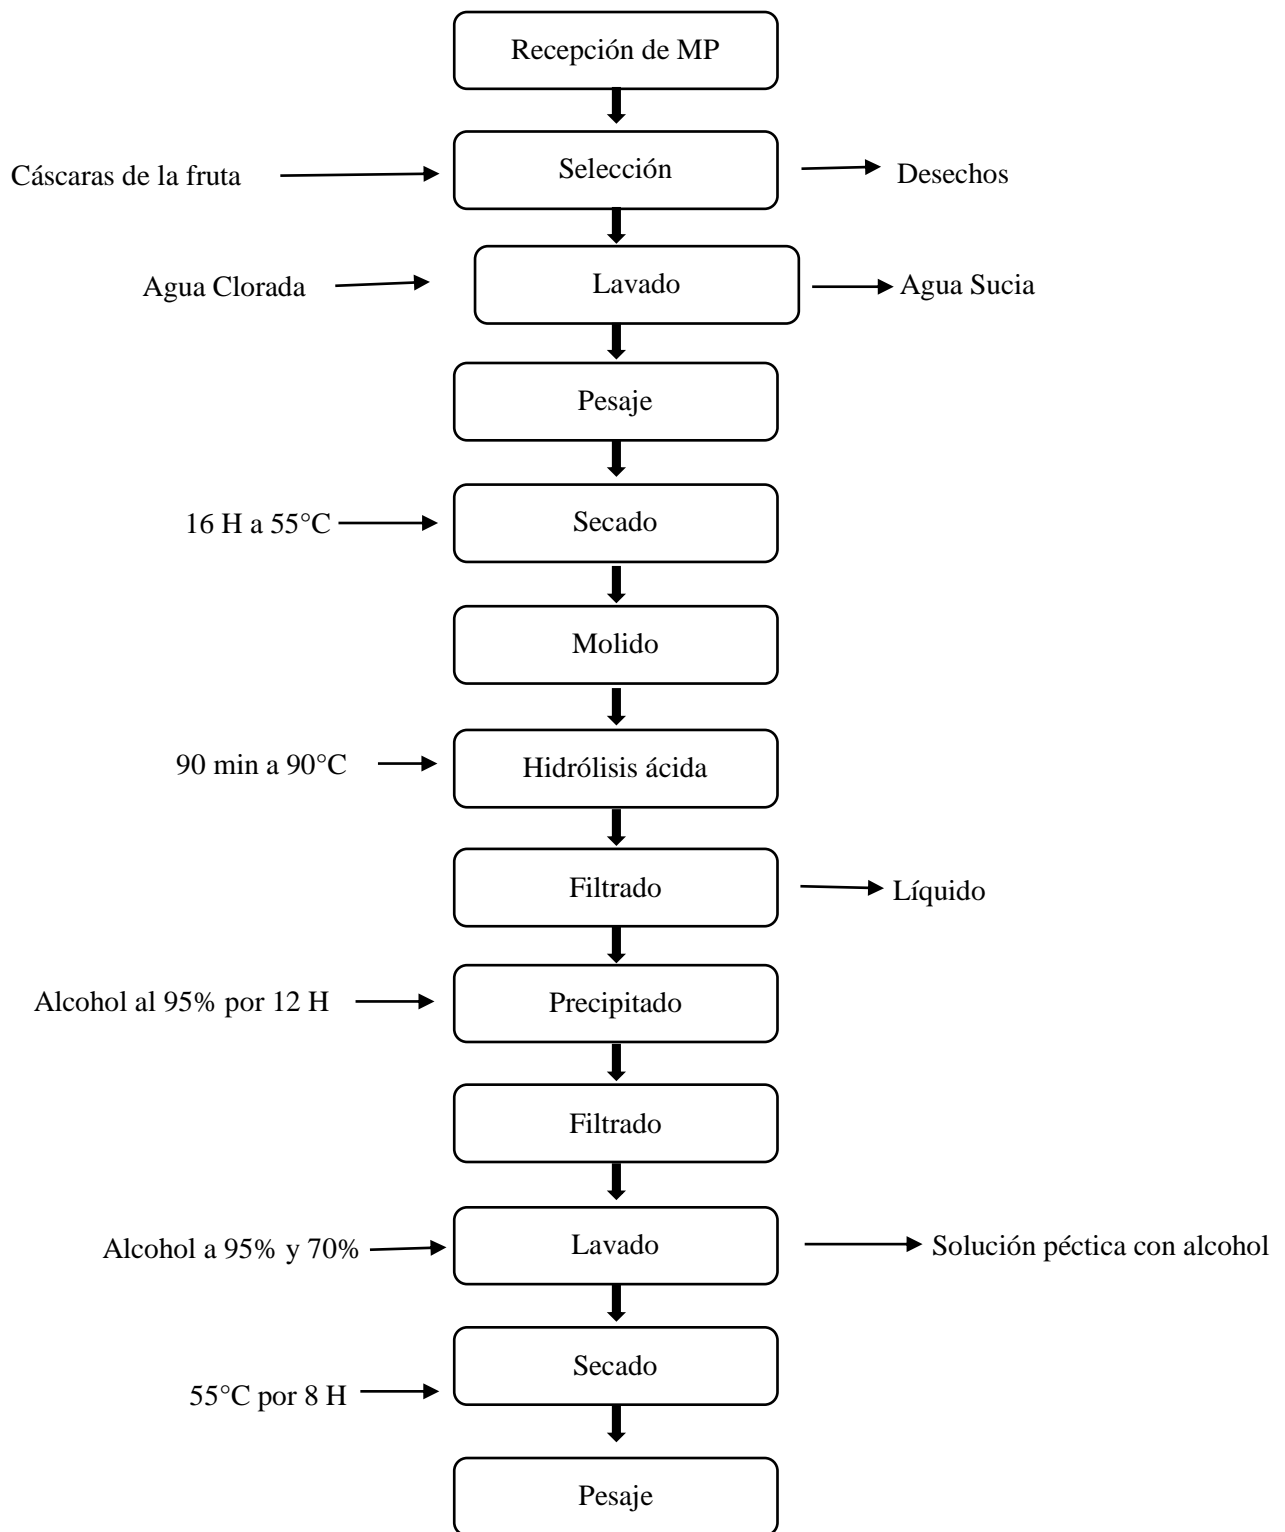 Recepción de MP
Cáscaras de la fruta
Selección
Desechos
Agua Clorada
Lavado
Agua Sucia
Pesaje
16 H a 55°C
Secado
Molido
90 min a 90°C
Hidrólisis ácida
Filtrado
Líquido
Alcohol al 95% por 12 H
Precipitado
Filtrado
Alcohol a 95% y 70%
Lavado
Solución péctica con alcohol
Secado
55°C por 8 H
Pesaje